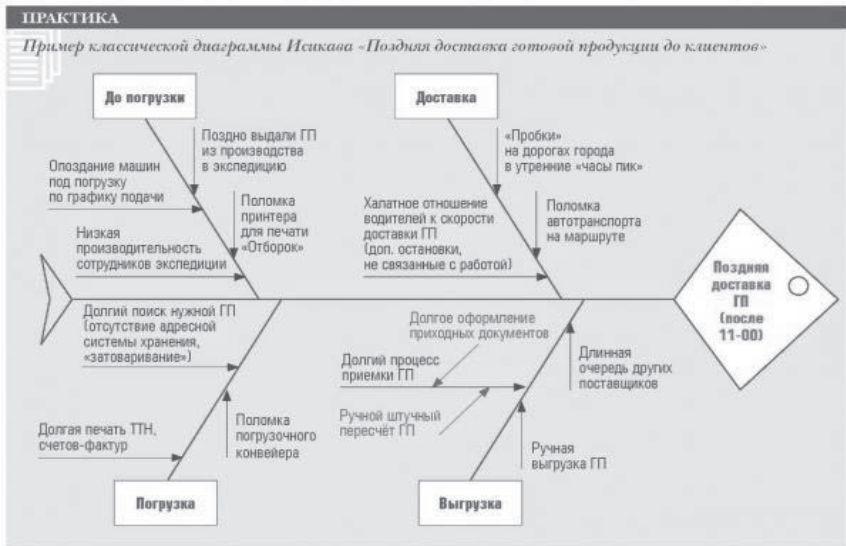 ПРАКТИКА
Пример классической диаграммы Исикава «Поздняя доставка готовой продукции до клиентов»
До погрузки
Поздно выдали ГП
из производства
в экспедицию
Опоздание машин
под погрузку
по графику подачи
Поломка
принтера
для печати
«Отборок»
Низкая
производительность
сотрудников экспедиции
Доставка
«Пробки»
на дорогах города
в утренние «часы пик»
Халатное отношение
водителей к скорости
доставки ГП
(доп. остановки,
не связанные с работой)
Поломка
автотранспорта
на маршруте
Поздняя
доставка
ГП
(после
11-00)
Долгий поиск нужной ГП
(отсутствие адресной
системы хранения,
«затоваривание»)
Долгая печать ТТН,
счетов-фактур
Поломка
погрузочного
конвейера
Погрузка
Долгое оформление
приходных документов
Долгий процесс
приемки ГП
Ручной штучный
пересчёт ГП
Длинная
очередь других
поставщиков
Ручная
выгрузка ГП
Выгрузка